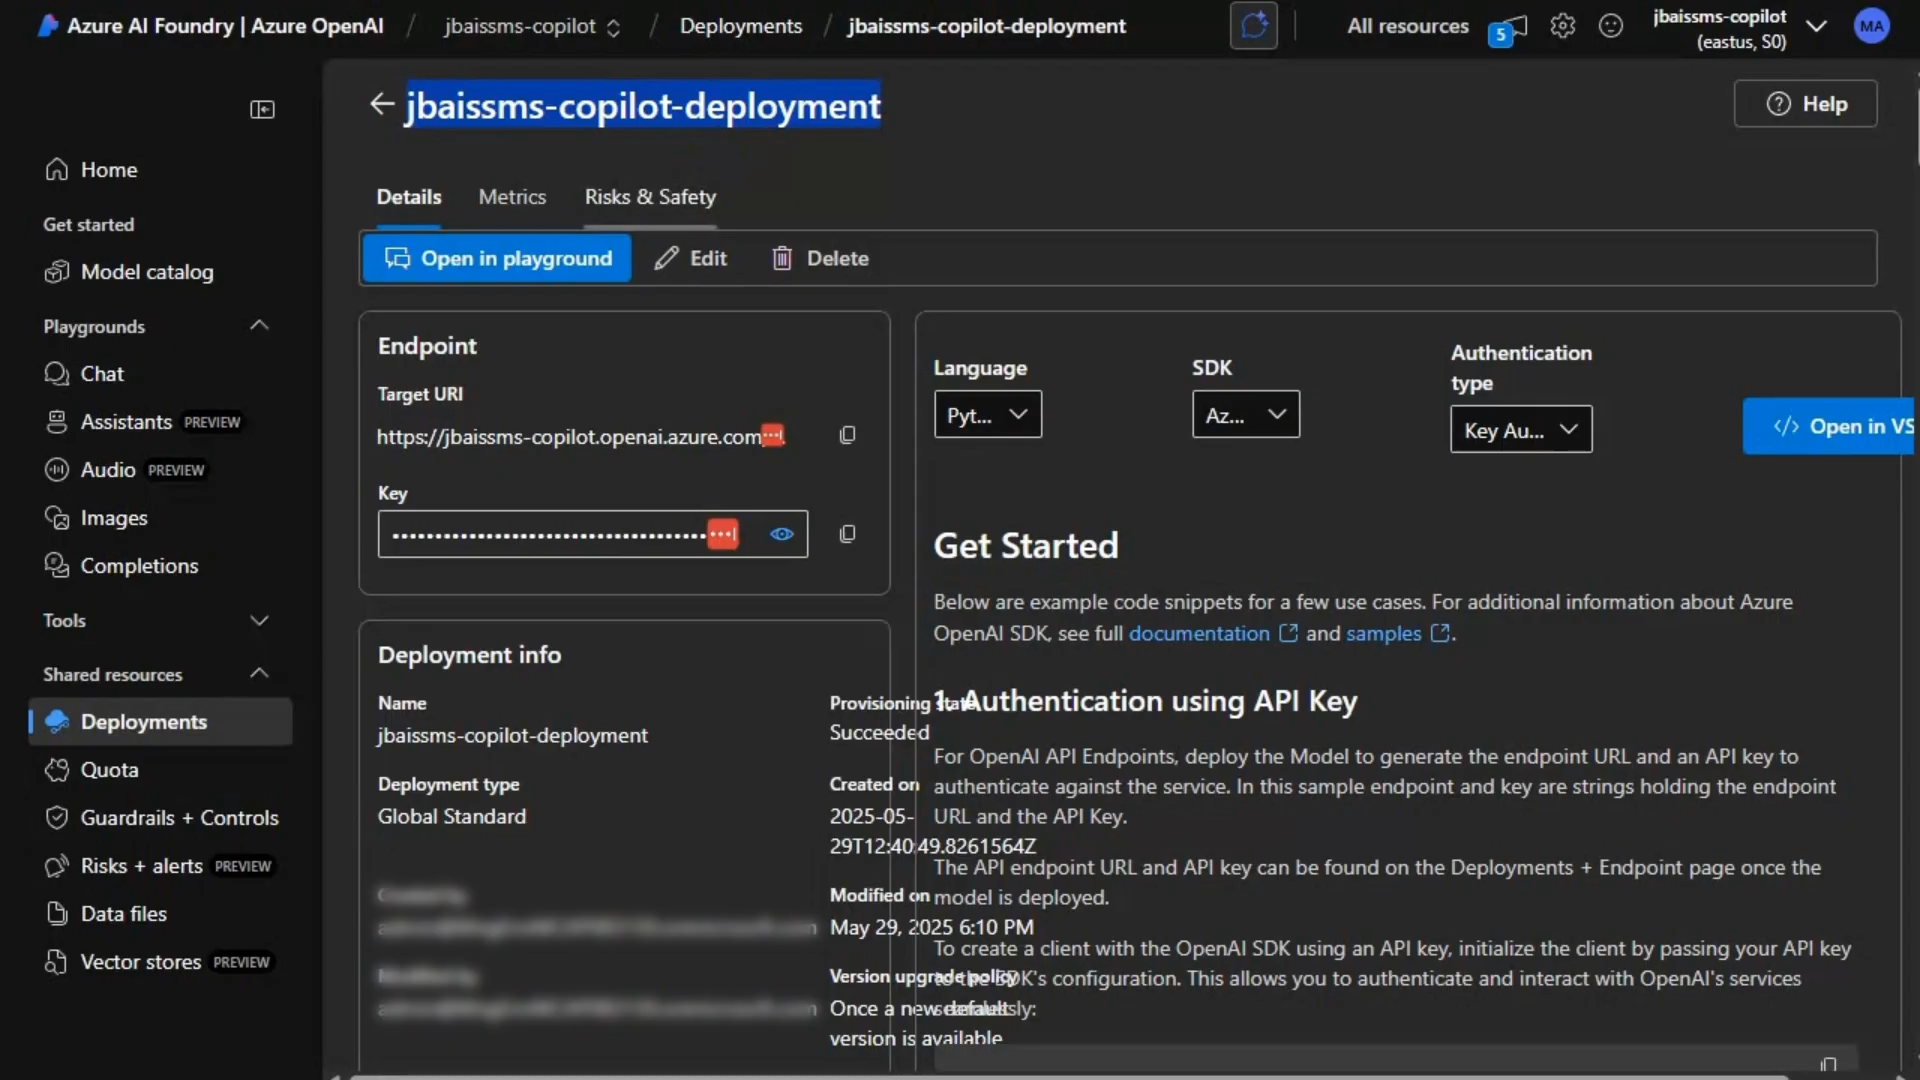 Azure AI Foundry | Azure OpenAI / jbaissms-copilot / Deployments / jbaissms-copilot-deployment
All resources
5
jbaissms-copilot
(eastus, S0)
MA
jbaissms-copilot-deployment
Help
Home
Get started
Model catalog
Playgrounds
Chat
Assistants PREVIEW
Audio PREVIEW
Images
Completions
Tools
Shared resources
Deployments
Quota
Guardrails + Controls
Risks + alerts PREVIEW
Data files
Vector stores PREVIEW
Details
Metrics
Risks & Safety
Open in playground
Edit
Delete
Endpoint
Target URI
https://jbaissms-copilot.openai.azure.com
Key
Deployment info
Name
jbaissms-copilot-deployment
Provisioning state
Succeeded
Deployment type
Global Standard
Created on
2025-05-
29T12:40:49.8261564Z
Modified on
May 29, 2025 6:10 PM
Version upgrade policy
Once a new default
version is available
Language
Pyt...
SDK
Az...
Authentication
type
Key Au...
</> Open in VS
Get Started
Below are example code snippets for a few use cases. For additional information about Azure
OpenAI SDK, see full documentation and samples.
1. Authentication using API Key
For OpenAI API Endpoints, deploy the Model to generate the endpoint URL and an API key to
authenticate against the service. In this sample endpoint and key are strings holding the endpoint
URL and the API Key.
The API endpoint URL and API key can be found on the Deployments + Endpoint page once the
model is deployed.
To create a client with the OpenAI SDK using an API key, initialize the client by passing your API key
to the SDK's configuration. This allows you to authenticate and interact with OpenAI's services
seamlessly: